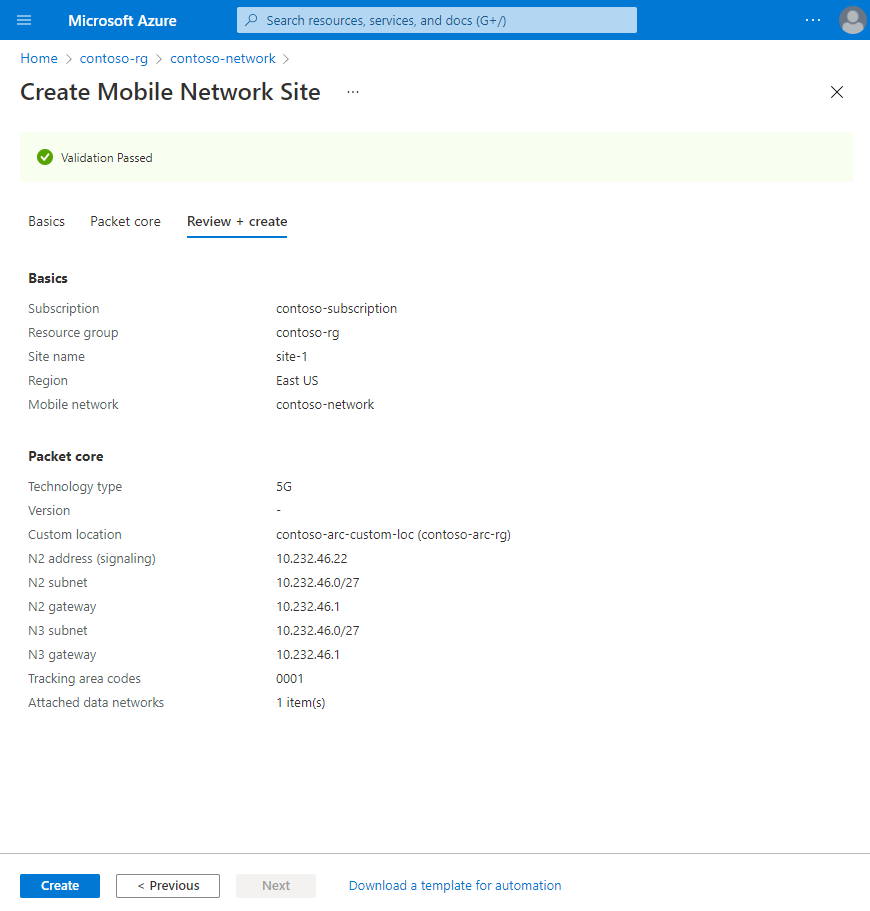 Microsoft Azure
Search resources, services, and docs (G+/)
...
Home > contoso-rg > contoso-network >
Create Mobile Network Site ...
Validation Passed
Basics Packet core Review + create
Basics
Subscription contoso-subscription
Resource group contoso-rg
Site name site-1
Region East US
Mobile network contoso-network
Packet core
Technology type 5G
Version -
Custom location contoso-arc-custom-loc (contoso-arc-rg)
N2 address (signaling) 10.232.46.22
N2 subnet 10.232.46.0/27
N2 gateway 10.232.46.1
N3 subnet 10.232.46.0/27
N3 gateway 10.232.46.1
Tracking area codes 0001
Attached data networks 1 item(s)
Create < Previous Next Download a template for automation